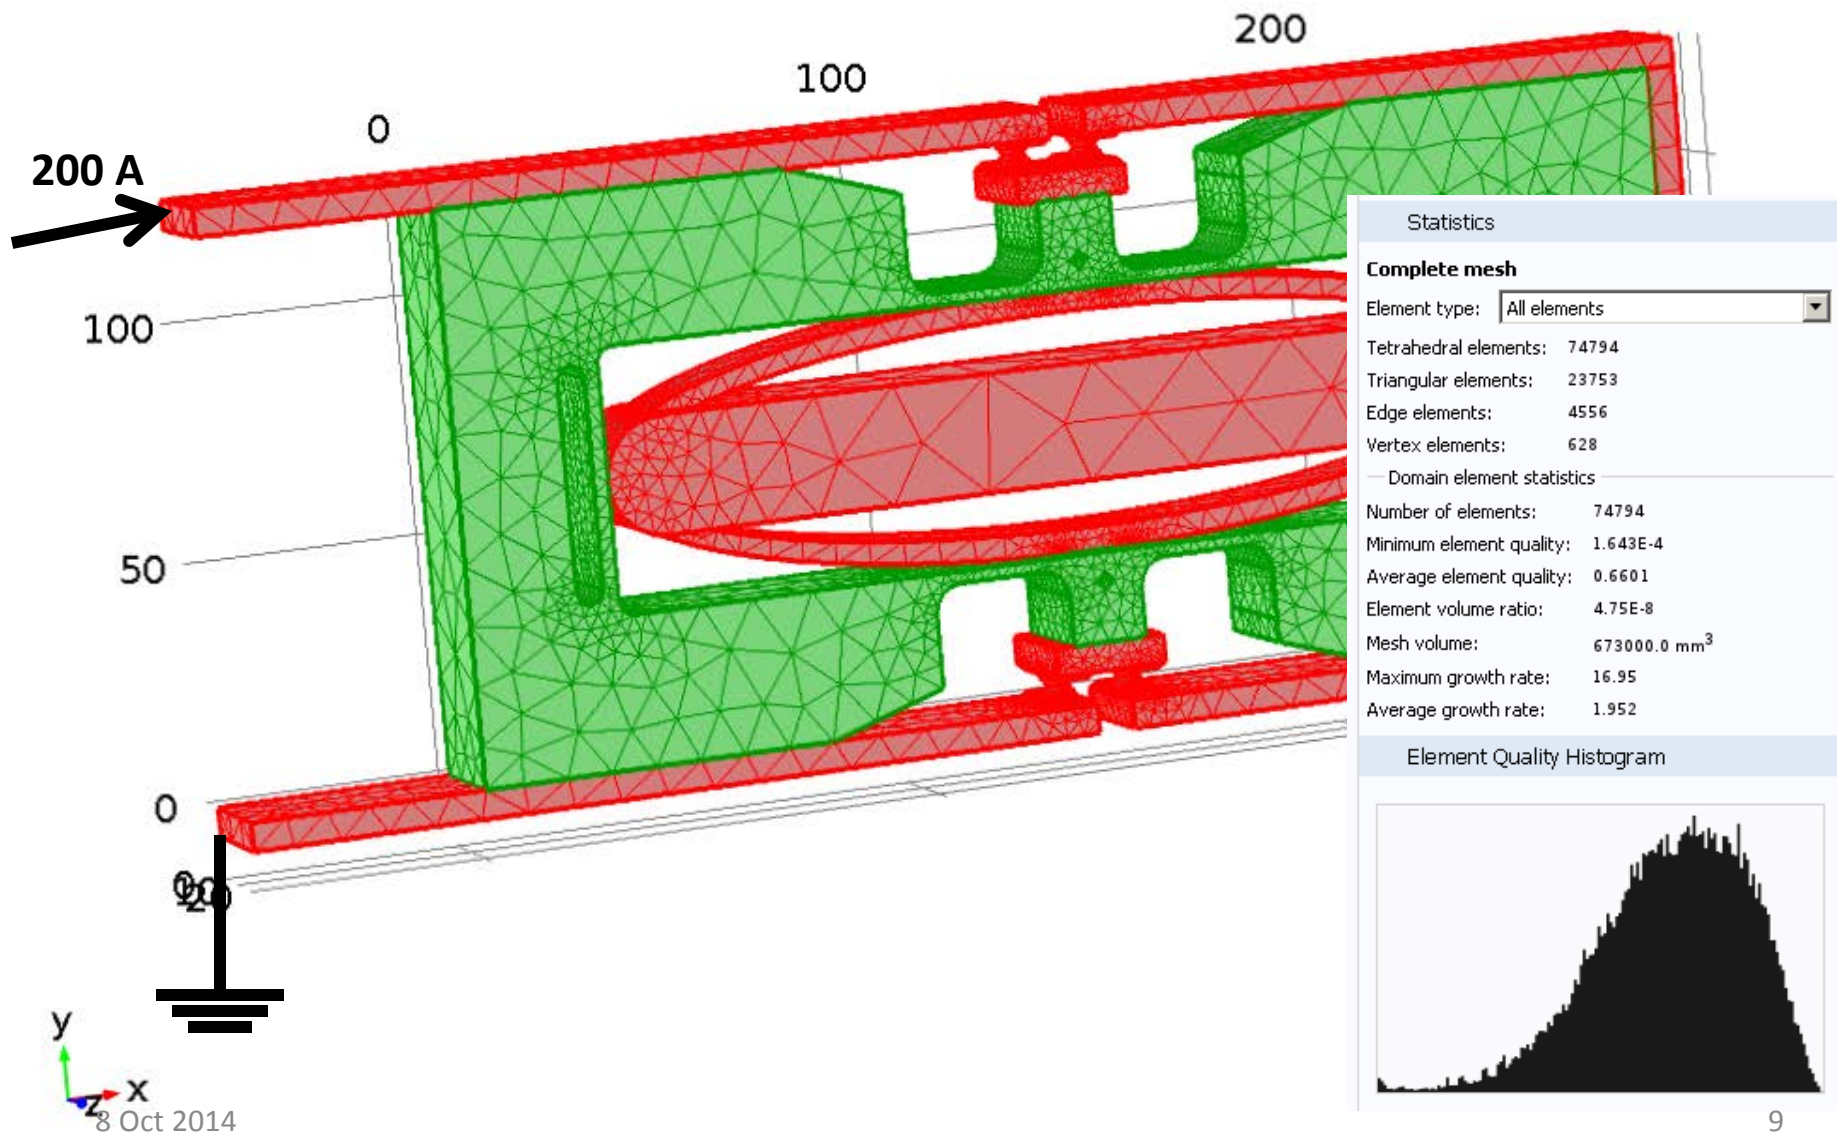 200
100
0
200 A
100
50
0
0
20
y
x
z
8 Oct 2014
9
Statistics
Complete mesh
Element type: All elements
Tetrahedral elements: 74794
Triangular elements: 23753
Edge elements: 4556
Vertex elements: 628
Domain element statistics
Number of elements: 74794
Minimum element quality: 1.643E-4
Average element quality: 0.6601
Element volume ratio: 4.75E-8
Mesh volume: 673000.0 mm³
Maximum growth rate: 16.95
Average growth rate: 1.952
Element Quality Histogram